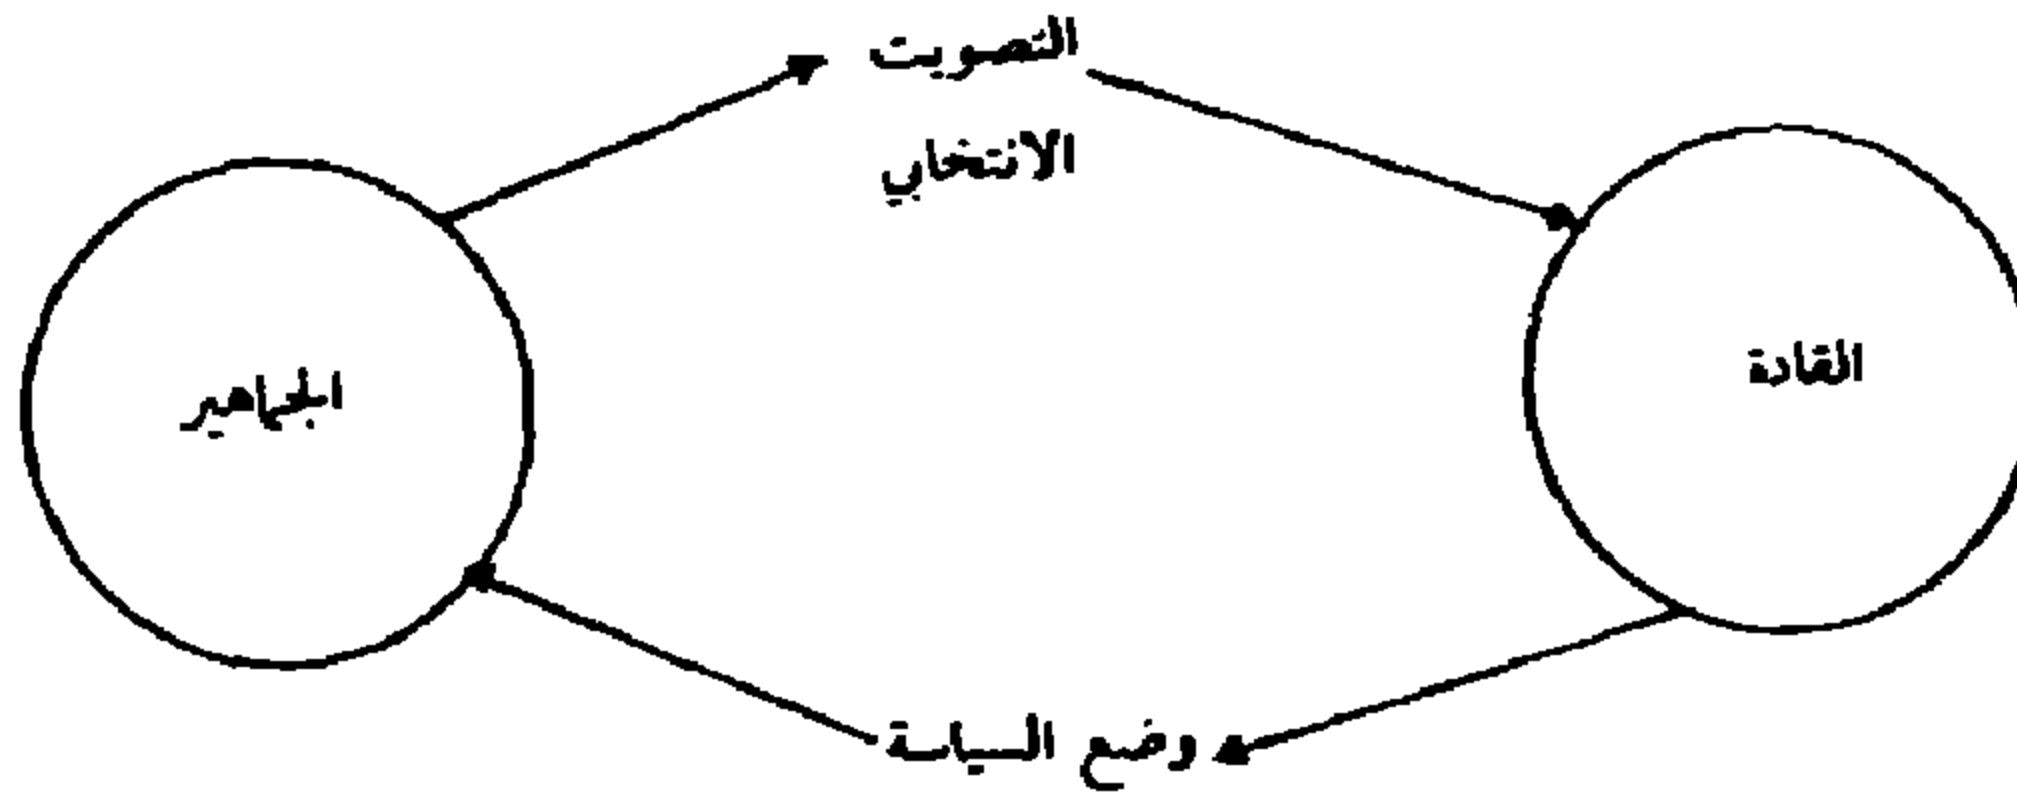 التصويت
الانتخابي
القادة
الجماهير
وضع السياسة